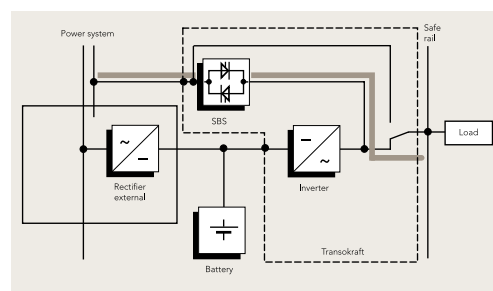 Power system
Safe
rail
SBS
Load
Rectifier
external
Inverter
Transokraft
Battery